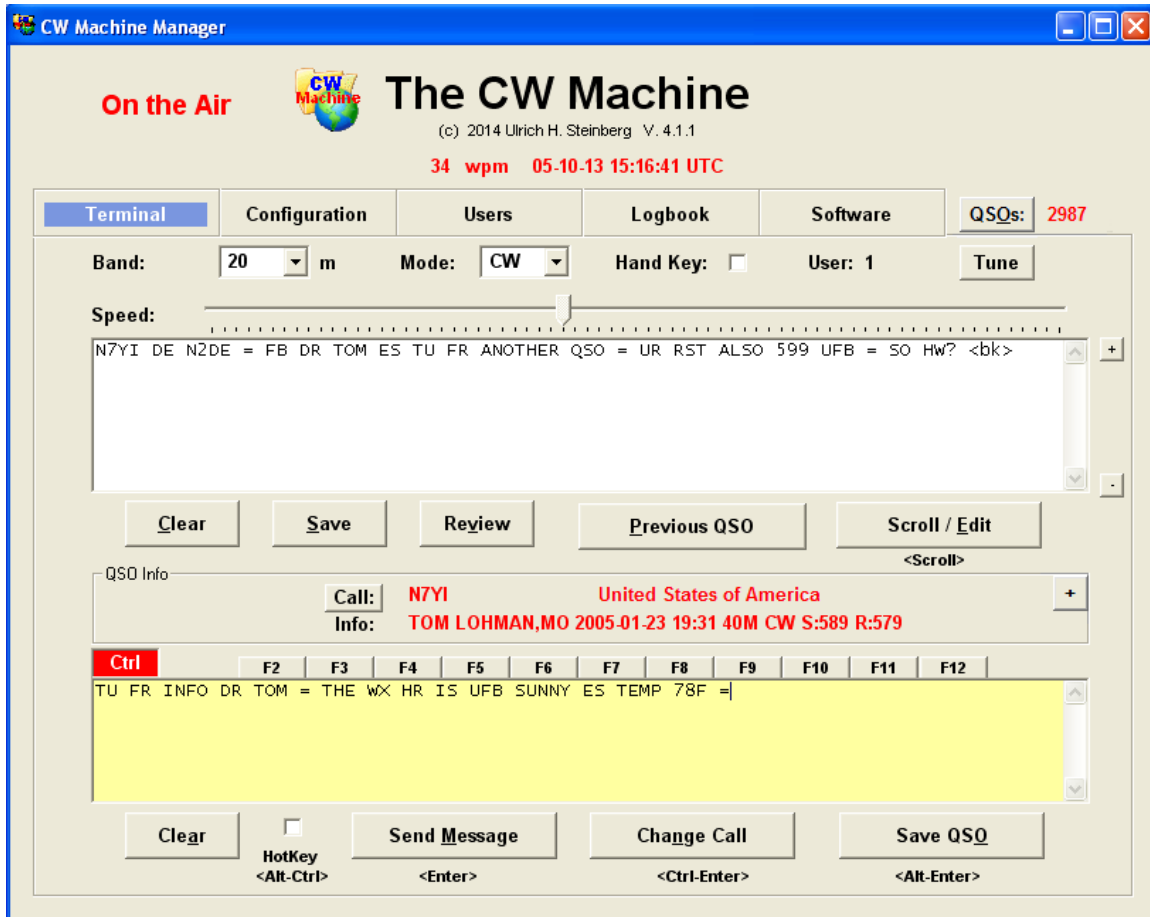 CW Machine Manager
On the Air
CW
Machine
The CW Machine
(c) 2014 Ulrich H. Steinberg V. 4.1.1
34 wpm 05-10-13 15:16:41 UTC
Terminal Configuration Users Logbook Software QSOs: 2987
Band: 20 m Mode: CW Hand Key: User: 1 Tune
Speed:
N7YI DE N2DE = FB DR TOM ES TU FR ANOTHER QSO = UR RST ALSO 599 UFB = SO HW? <bk>
+
-
Clear Save Review Previous QSO Scroll / Edit
<Scroll>
QSO Info
Call: N7YI United States of America +
Info: TOM LOHMAN,MO 2005-01-23 19:31 40M CW S:589 R:579
Ctrl F2 F3 F4 F5 F6 F7 F8 F9 F10 F11 F12
TU FR INFO DR TOM = THE WX HR IS UFB SUNNY ES TEMP 78F =
Clear HotKey Send Message Change Call Save QSO
<Alt-Ctrl> <Enter> <Ctrl-Enter> <Alt-Enter>